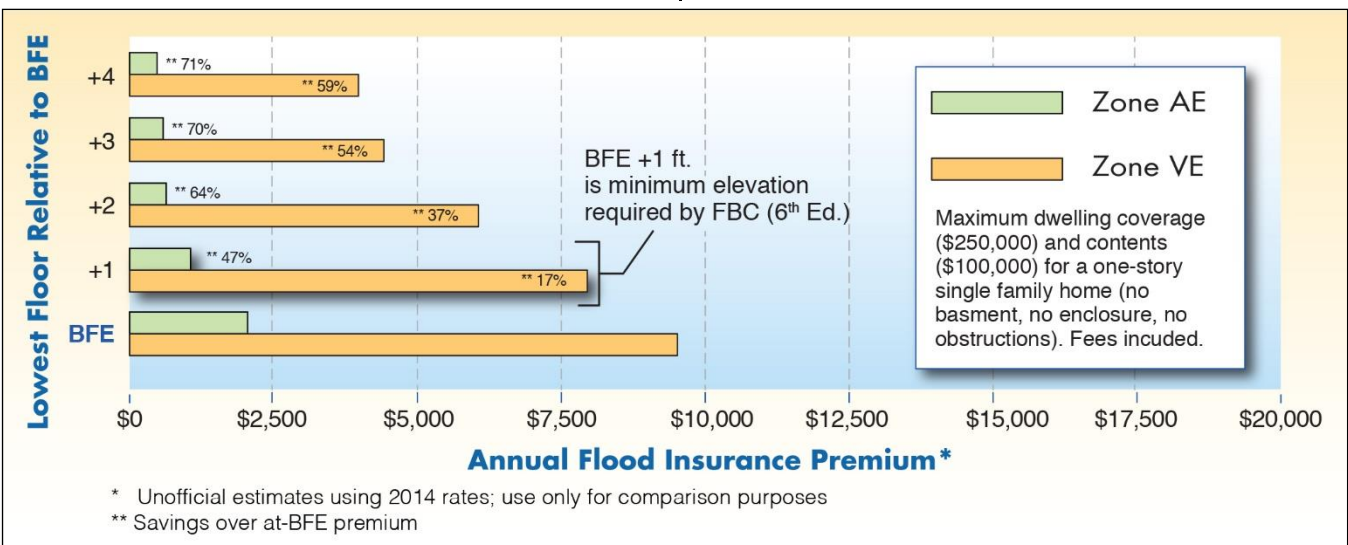 Lowest Floor Relative to BFE
+4
** 71%
** 59%
+3
** 70%
** 54%
+2
** 64%
** 37%
+1
** 47%
** 17%
BFE
BFE +1 ft.
is minimum elevation
required by FBC (6th Ed.)
Zone AE
Zone VE
Maximum dwelling coverage
($250,000) and contents
($100,000) for a one-story
single family home (no
basment, no enclosure, no
obstructions). Fees incuded.
$0
$2,500
$5,000
$7,500
$10,000
$12,500
$15,000
$17,500
$20,000
Annual Flood Insurance Premium*
* Unofficial estimates using 2014 rates; use only for comparison purposes
** Savings over at-BFE premium